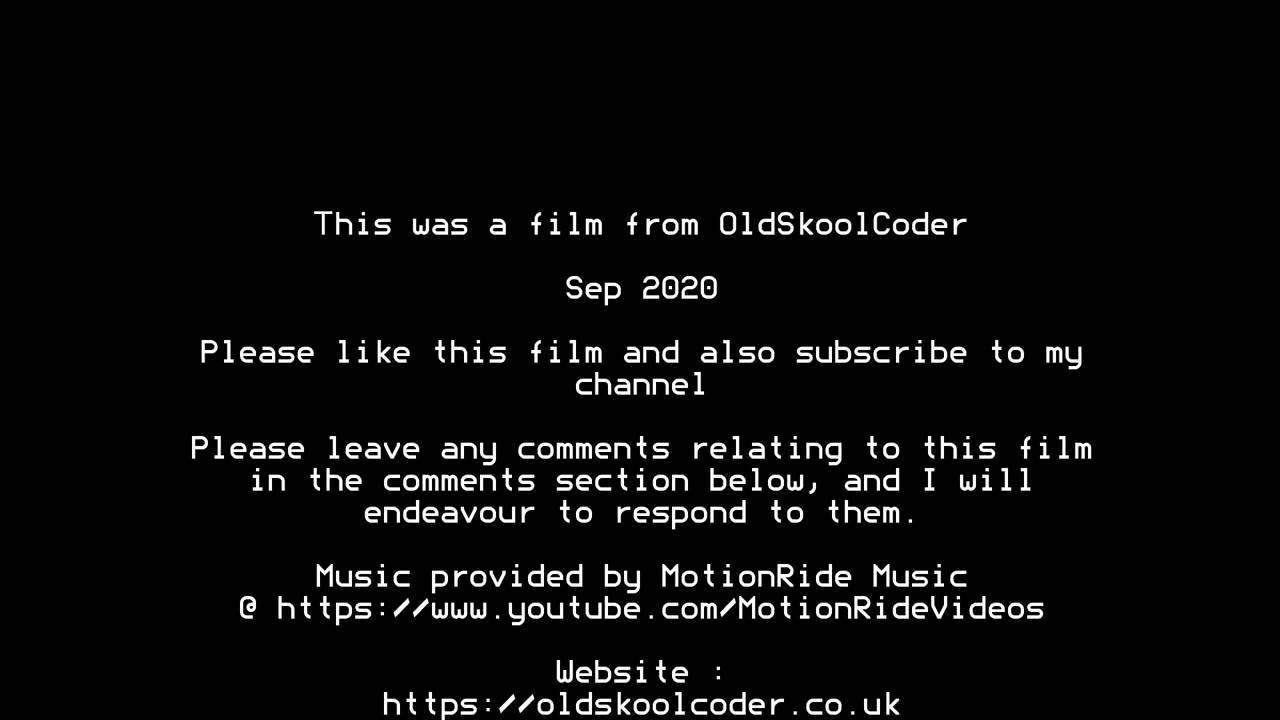 This was a film from OldSkoolCoder
Sep 2020
Please like this film and also subscribe to my
channel
Please leave any comments relating to this film
in the comments section below, and I will
endeavour to respond to them.
Music provided by MotionRide Music
@ https://www.youtube.com/MotionRideVideos
Website :
https://oldskoolcoder.co.uk